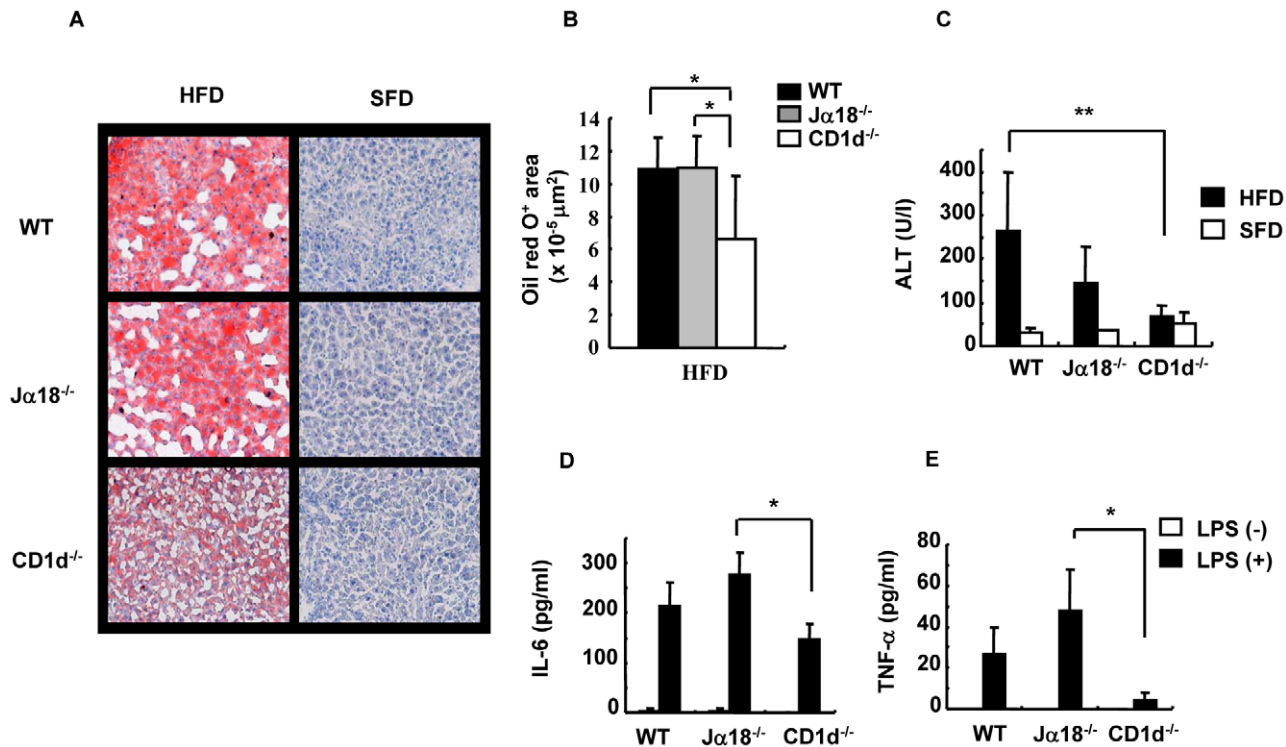 A
HFD
SFD
WT
Jα18-/-
CD1d-/-
B
*
*
WT
Jα18-/-
CD1d-/-
Oil red O+ area
(x 10-5 μm2)
14
12
10
8
6
4
2
0
HFD
C
**
HFD
SFD
ALT (U/l)
400
300
200
100
0
WT
Jα18-/-
CD1d-/-
D
*
IL-6 (pg/ml)
300
200
100
0
WT
Jα18-/-
CD1d-/-
E
*
LPS (-)
LPS (+)
TNF-α (pg/ml)
80
60
40
20
0
WT
Jα18-/-
CD1d-/-